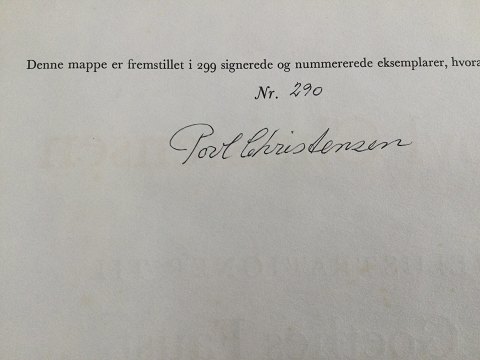 Denne mappe er fremstillet i 299 signerede og nummererede eksemplarer, hvora
Nr. 290
Povl Christensen